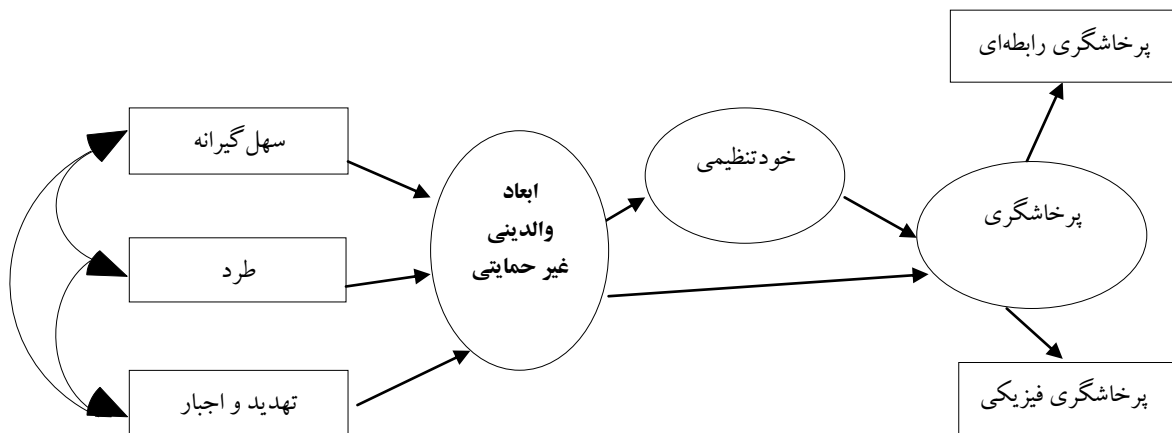 پرخاشگری رابطه‌ای
سهل‌گیرانه
خودتنظیمی
ابعاد
والدینی
غیر حمایتی
پرخاشگری
طرد
تهدید و اجبار
پرخاشگری فیزیکی